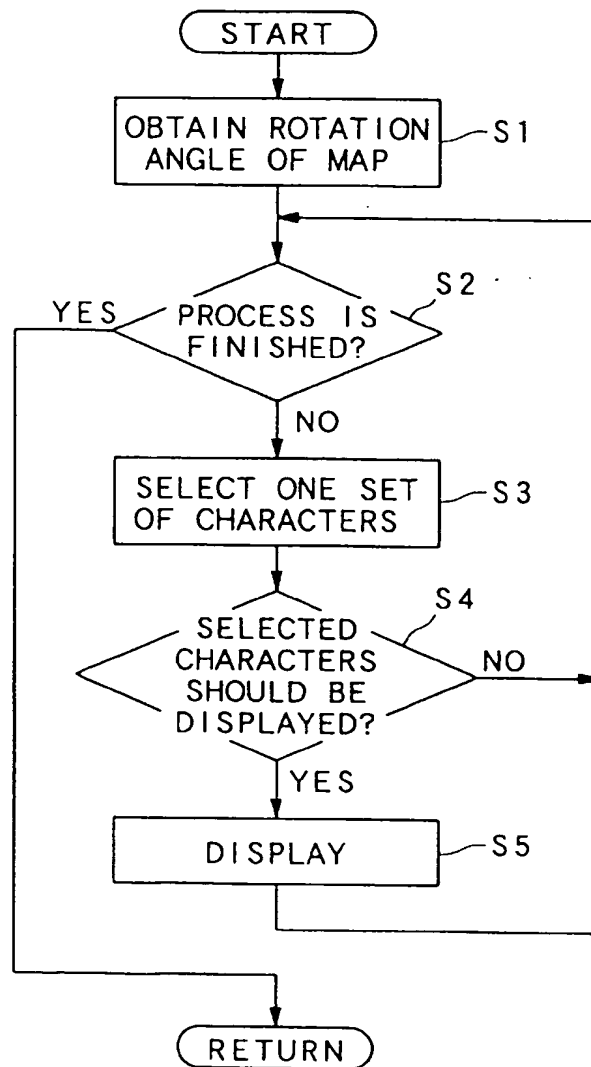 START
OBTAIN ROTATION
ANGLE OF MAP
S1
S2
YES
PROCESS IS
FINISHED?
NO
SELECT ONE SET
OF CHARACTERS
S3
S4
SELECTED
CHARACTERS
SHOULD BE
DISPLAYED?
NO
YES
DISPLAY
S5
RETURN